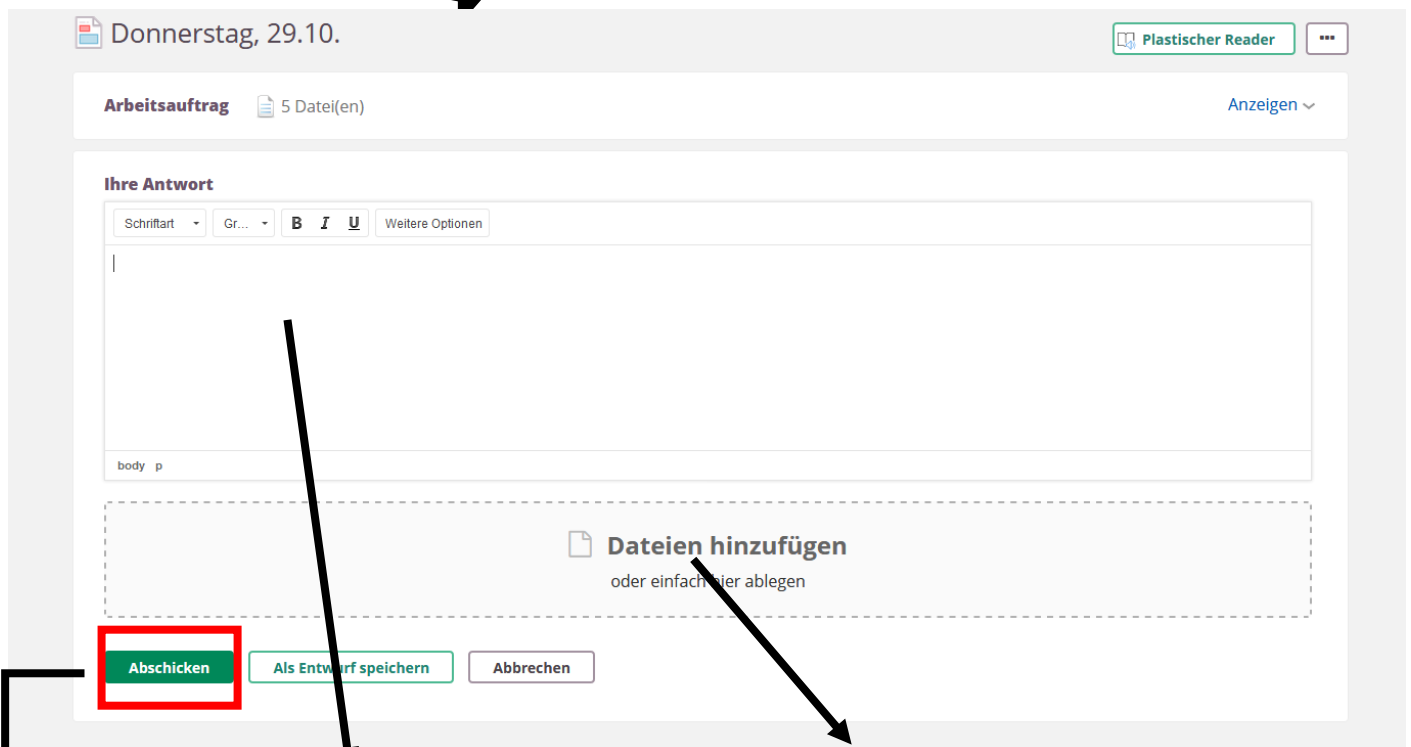 Donnerstag, 29.10.
Plastischer Reader
Arbeitsauftrag 5 Datei(en) Anzeigen
Ihre Antwort
Schriftart Gr... B I U Weitere Optionen
body p
Dateien hinzufügen
oder einfach hier ablegen
Abschicken Als Entwurf speichern Abbrechen